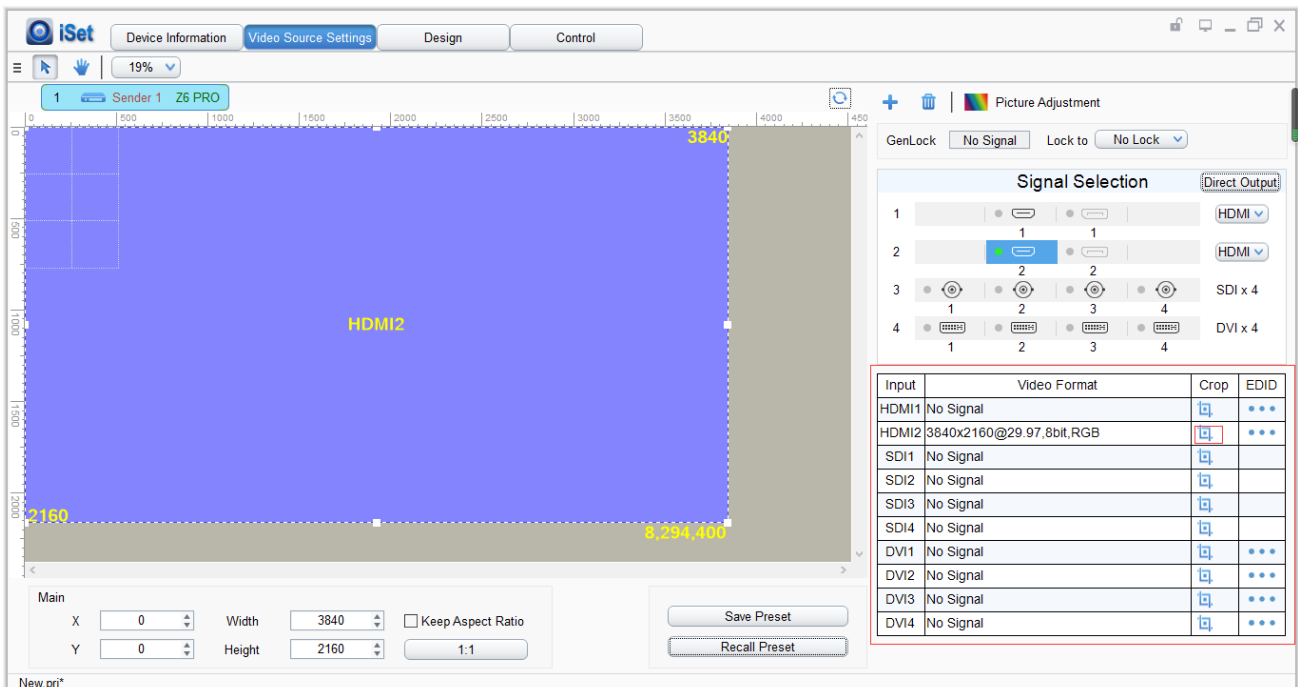 iSet
Device Information
Video Source Settings
Design
Control
19%
1 Sender 1 Z6 PRO
0 500 1000 1500 2000 2500 3000 3500 4000 450
0
500
1000
1500
2000
3840
HDMI2
2160
8,294,400
Main
X 0 Width 3840 Keep Aspect Ratio
Y 0 Height 2160 1:1
Save Preset
Recall Preset
New.prj*
Picture Adjustment
GenLock No Signal Lock to No Lock
Signal Selection Direct Output
1 HDMI
1 1
2 HDMI
2 2
3 SDI x 4
1 2 3 4
4 DVI x 4
1 2 3 4
Input Video Format Crop EDID
HDMI1 No Signal
HDMI2 3840x2160@29.97,8bit,RGB
SDI1 No Signal
SDI2 No Signal
SDI3 No Signal
SDI4 No Signal
DVI1 No Signal
DVI2 No Signal
DVI3 No Signal
DVI4 No Signal